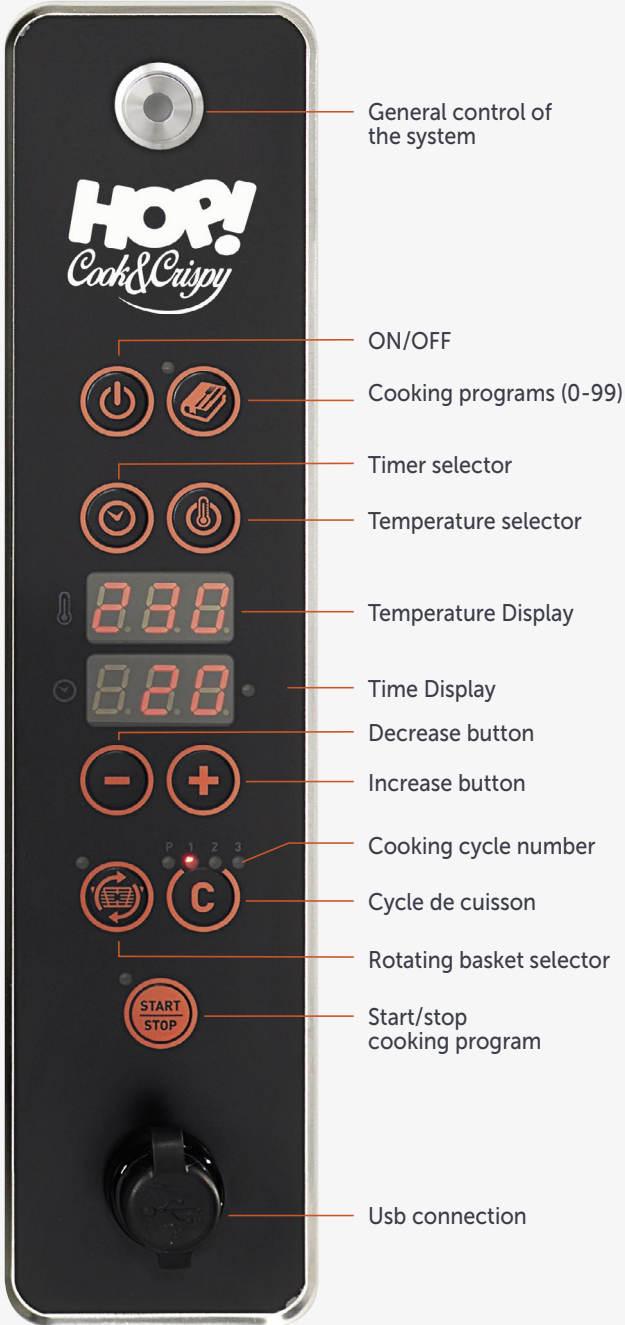 General control of
the system
HOP!
Cook&Crispy
ON/OFF
Cooking programs (0-99)
Timer selector
Temperature selector
230
Temperature Display
20
Time Display
Decrease button
- +
Increase button
P 1 2 3
Cooking cycle number
C
Cycle de cuisson
Rotating basket selector
START
STOP
Start/stop
cooking program
Usb connection